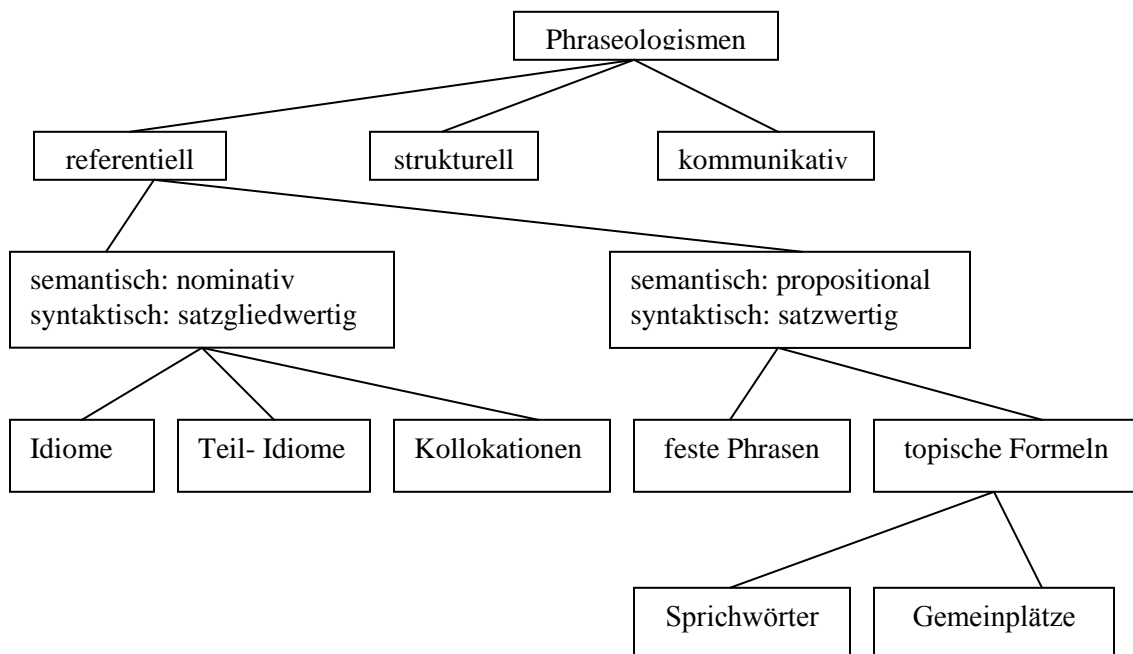 Phraseologismen
referentiell
strukturell
kommunikativ
semantisch: nominativ
syntaktisch: satzgliedwertig
semantisch: propositional
syntaktisch: satzwertig
Idiome
Teil- Idiome
Kollokationen
feste Phrasen
topische Formeln
Sprichwörter
Gemeinplätze